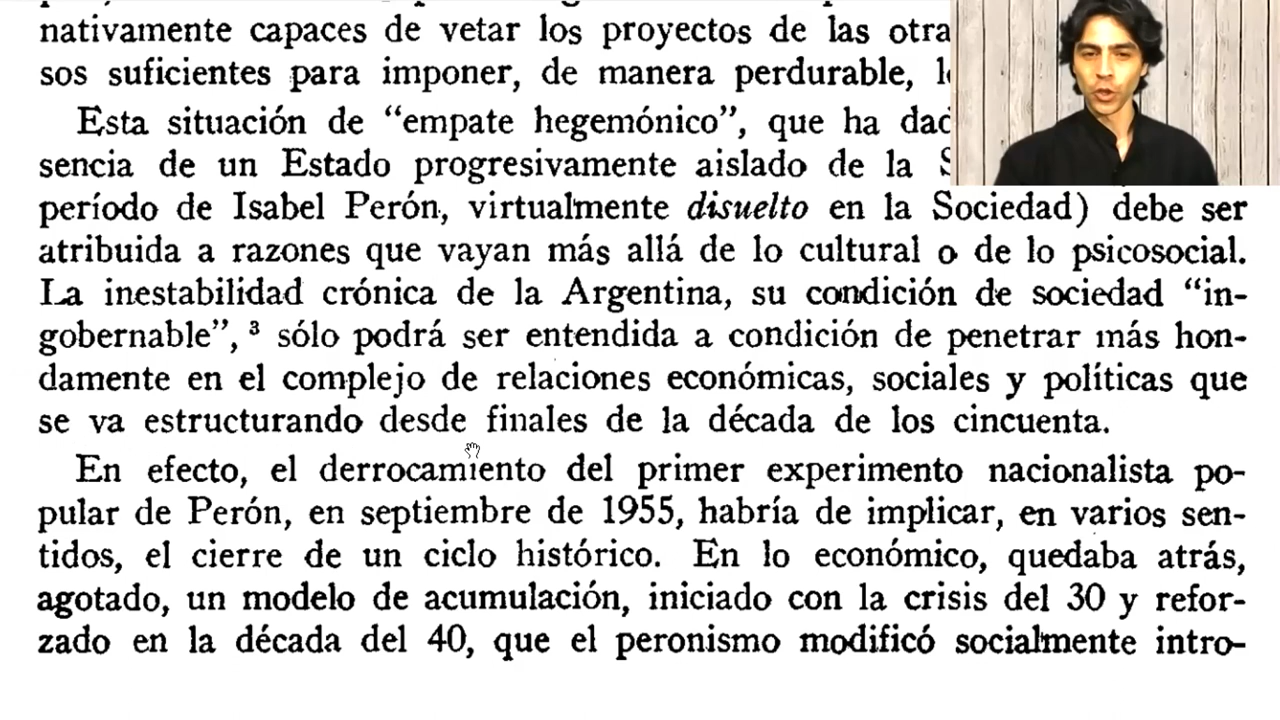 nativamente capaces de vetar los proyectos de las otra
sos suficientes para imponer, de manera perdurable,
Esta situación de “empate hegemónico”, que ha dad
sencia de un Estado progresivamente aislado de la
período de Isabel Perón, virtualmente disuelto en la Sociedad) debe ser
atribuida a razones que vayan más allá de lo cultural o de lo psicosocial.
La inestabilidad crónica de la Argentina, su condición de sociedad “in-
gobernable”, ³ sólo podrá ser entendida a condición de penetrar más hon-
damente en el complejo de relaciones económicas, sociales y políticas que
se va estructurando desde finales de la década de los cincuenta.
En efecto, el derrocamiento del primer experimento nacionalista po-
pular de Perón, en septiembre de 1955, habría de implicar, en varios sen-
tidos, el cierre de un ciclo histórico. En lo económico, quedaba atrás,
agotado, un modelo de acumulación, iniciado con la crisis del 30 y refor-
zado en la década del 40, que el peronismo modificó socialmente intro-